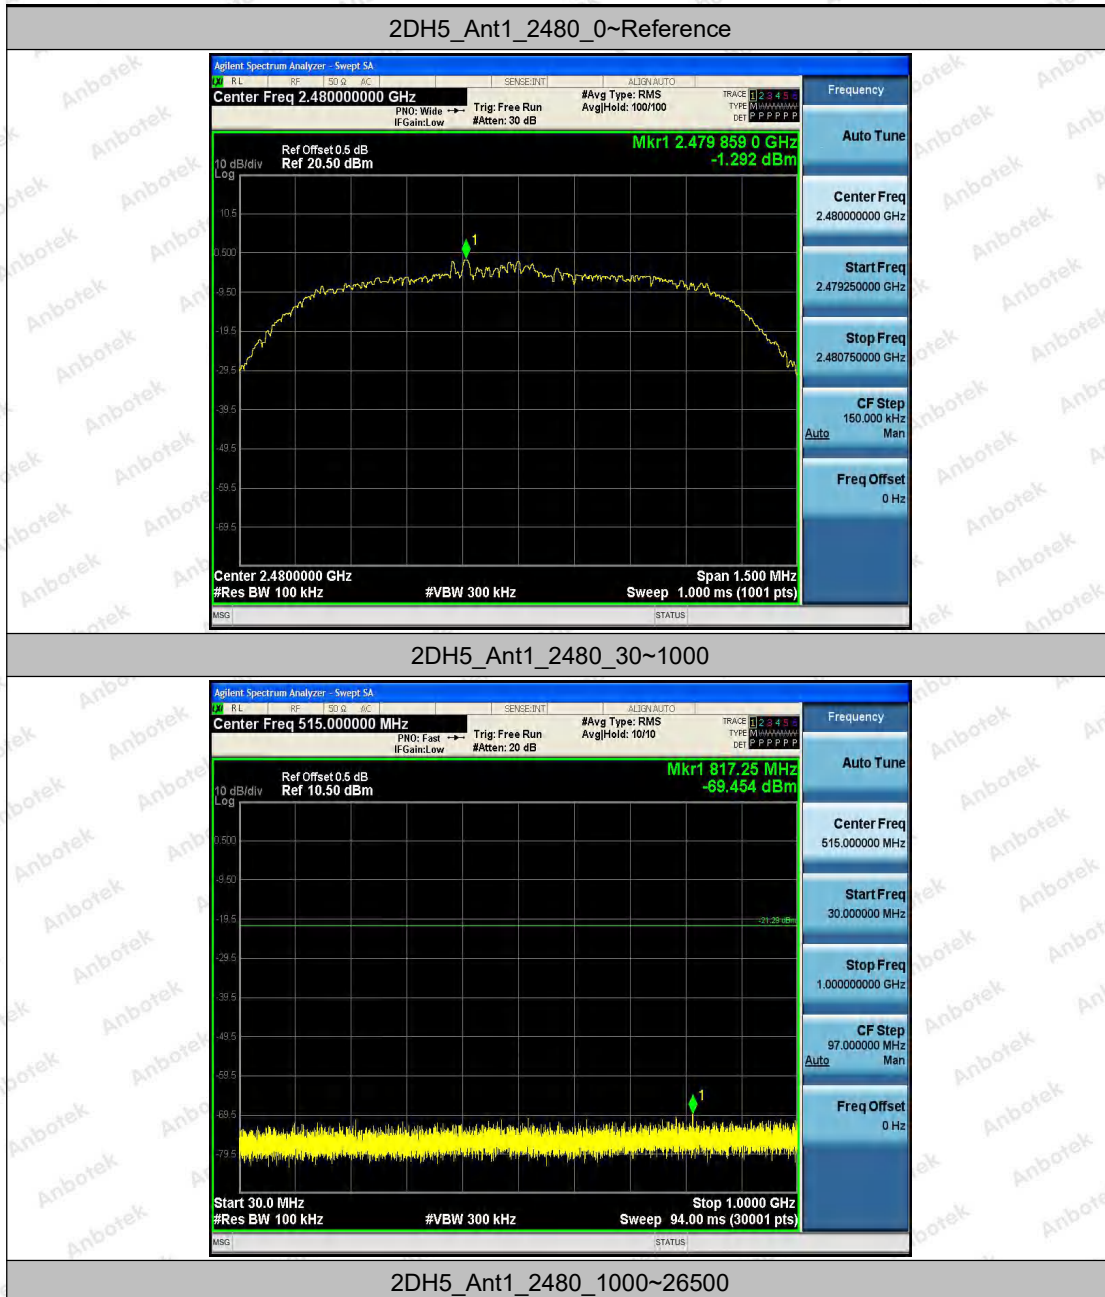 2DH5_Ant1_2480_0~Reference
Agilent Spectrum Analyzer - Swept SA
RL RF 50 Ω AC SENSE:INT ALIGN AUTO
Center Freq 2.480000000 GHz
PNO: Wide
IFGain:Low
Trig: Free Run
#Atten: 30 dB
#Avg Type: RMS
Avg|Hold: 100/100
TRACE 1 2 3 4 5 6
TYPE M
DET P P P P P P
Mkr1 2.479 859 0 GHz
-1.292 dBm
Ref Offset 0.5 dB
10 dB/div Ref 20.50 dBm
Log
10.5
0.500
-9.50
-19.5
-29.5
-39.5
-49.5
-59.5
-69.5
1
Center 2.4800000 GHz Span 1.500 MHz
#Res BW 100 kHz #VBW 300 kHz Sweep 1.000 ms (1001 pts)
MSG STATUS
Frequency
Auto Tune
Center Freq
2.480000000 GHz
Start Freq
2.479250000 GHz
Stop Freq
2.480750000 GHz
CF Step
150.000 kHz
Auto Man
Freq Offset
0 Hz
2DH5_Ant1_2480_30~1000
Agilent Spectrum Analyzer - Swept SA
RL RF 50 Ω AC SENSE:INT ALIGN AUTO
Center Freq 515.000000 MHz
PNO: Fast
IFGain:Low
Trig: Free Run
#Atten: 20 dB
#Avg Type: RMS
Avg|Hold: 10/10
TRACE 1 2 3 4 5 6
TYPE M
DET P P P P P P
Mkr1 817.25 MHz
-69.454 dBm
Ref Offset 0.5 dB
10 dB/div Ref 10.50 dBm
Log
0.500
-9.50
-19.5
-29.5
-39.5
-49.5
-59.5
-69.5
-79.5
-21.29 dBm
1
Start 30.0 MHz Stop 1.0000 GHz
#Res BW 100 kHz #VBW 300 kHz Sweep 94.00 ms (30001 pts)
MSG STATUS
Frequency
Auto Tune
Center Freq
515.000000 MHz
Start Freq
30.000000 MHz
Stop Freq
1.000000000 GHz
CF Step
97.000000 MHz
Auto Man
Freq Offset
0 Hz
2DH5_Ant1_2480_1000~26500
Anbotek